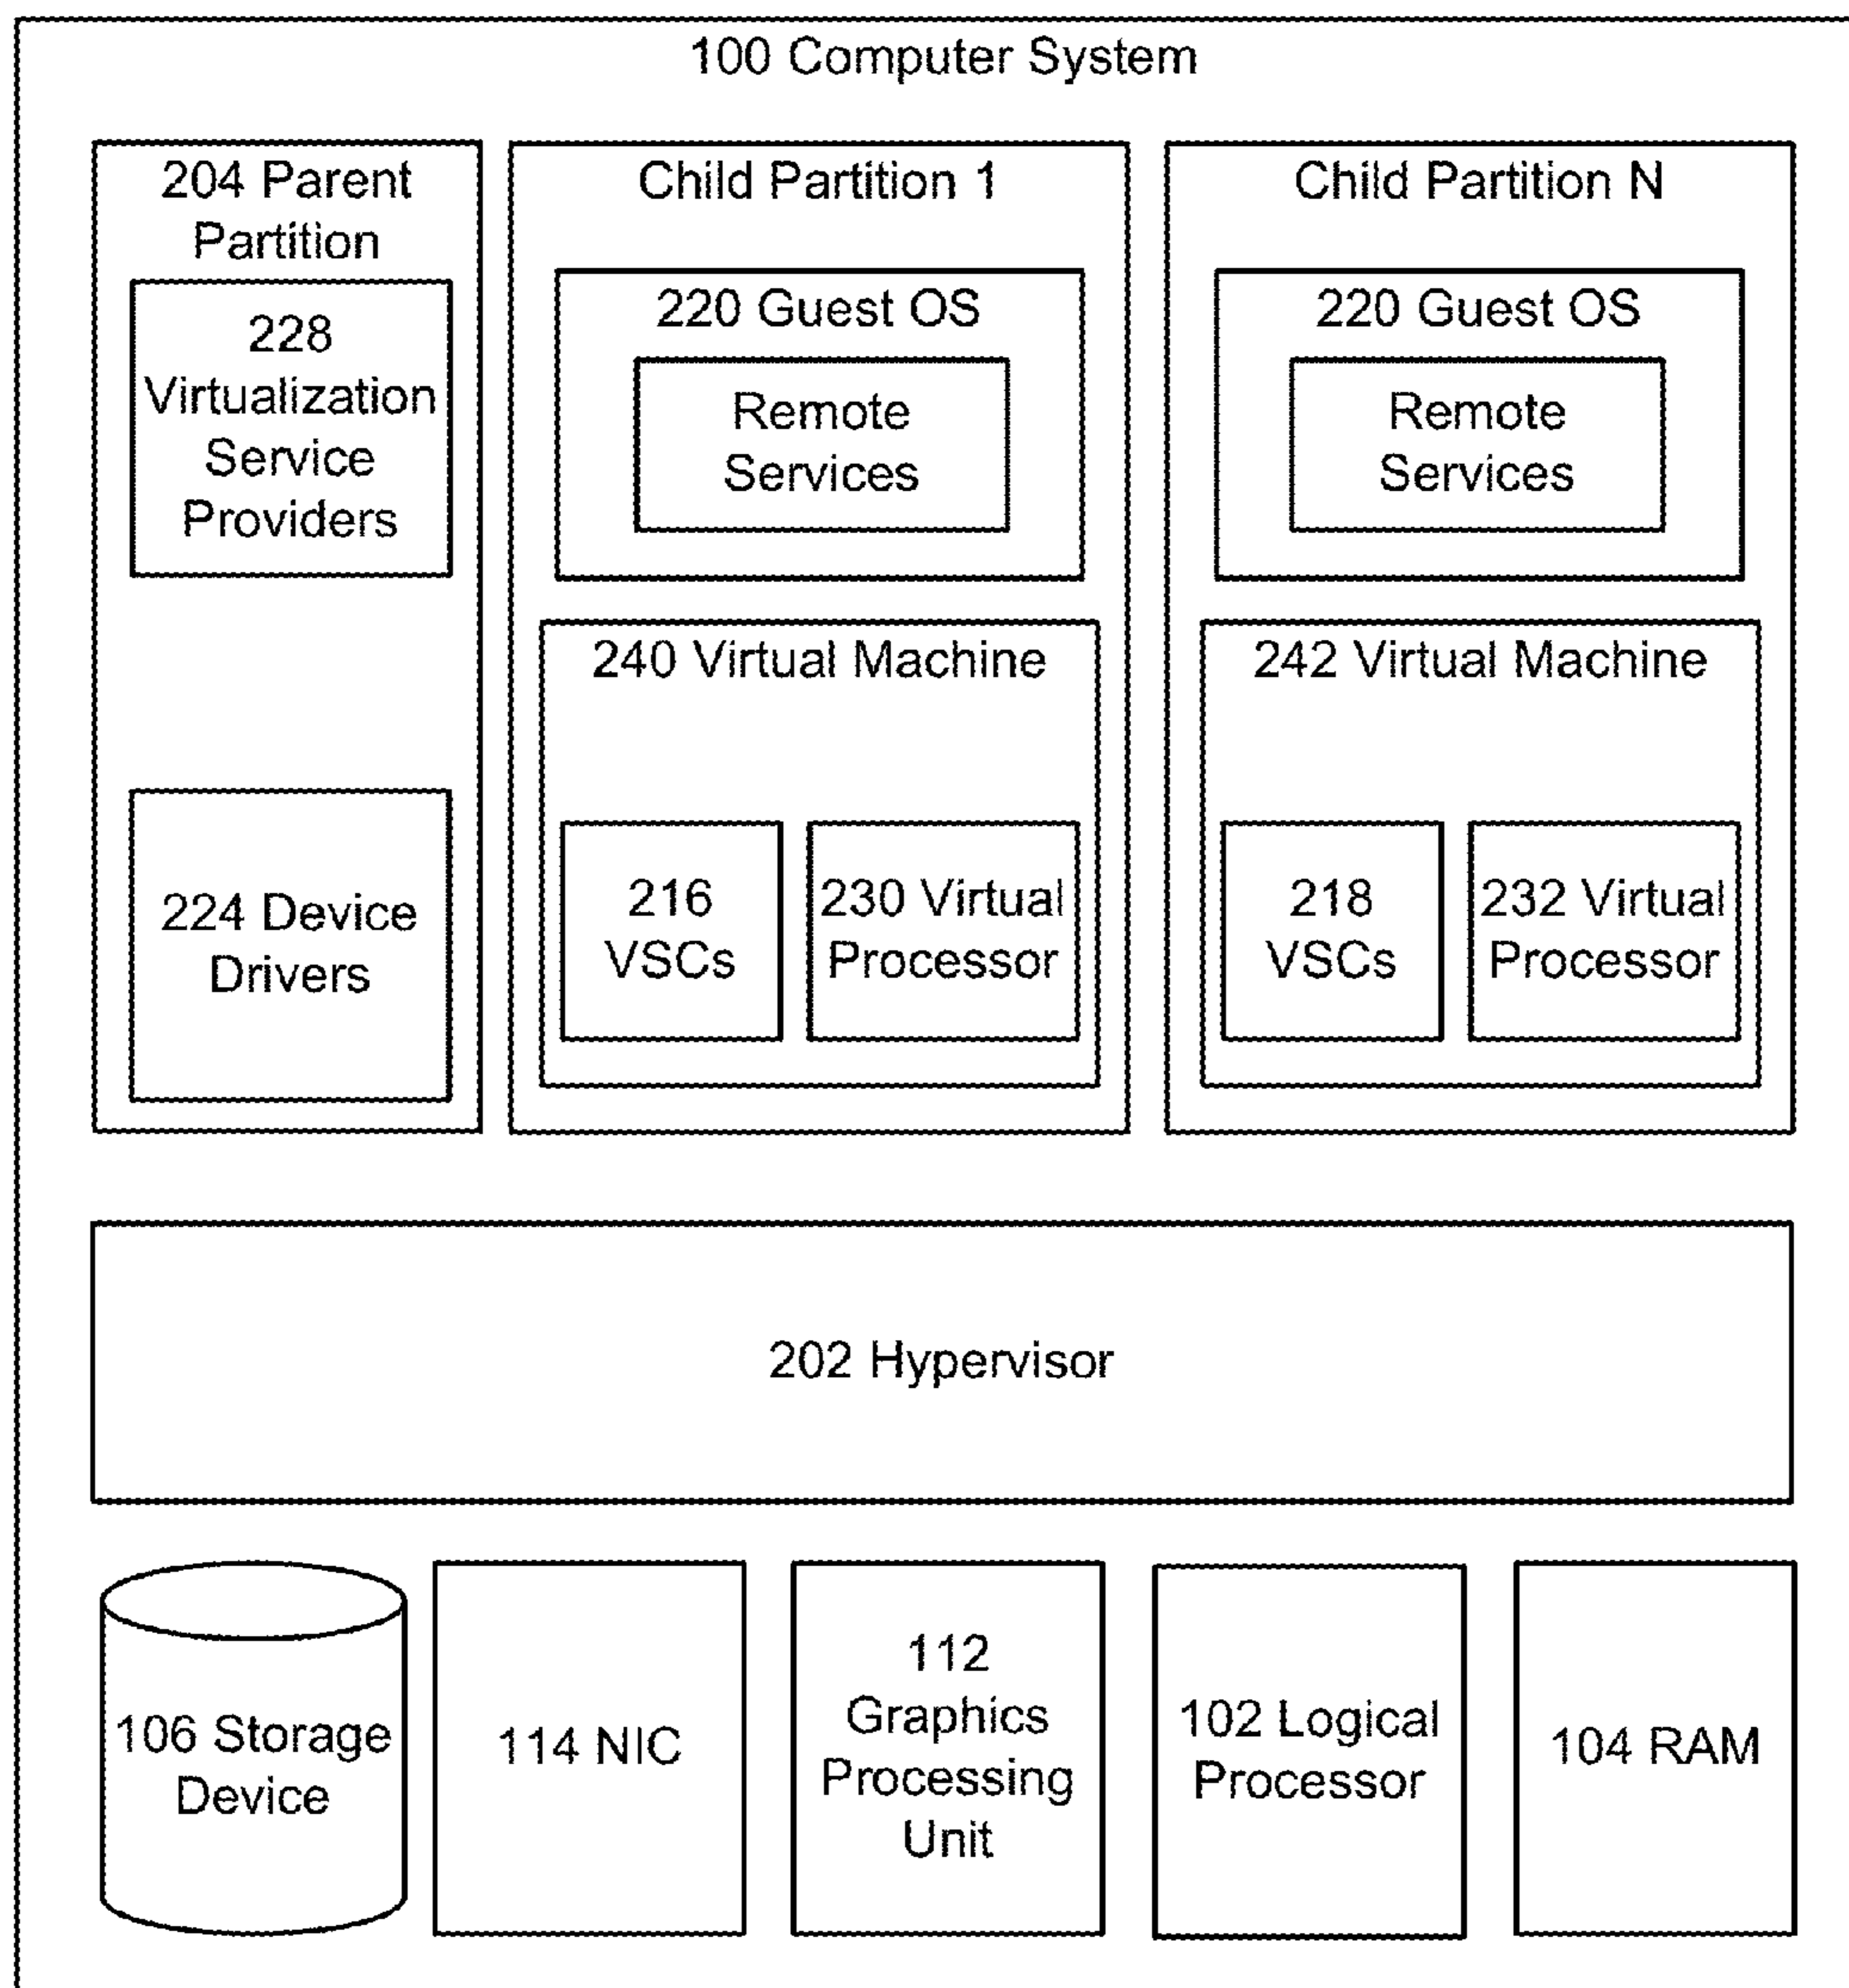 100 Computer System
204 Parent
Partition
228
Virtualization
Service
Providers
224 Device
Drivers
Child Partition 1
220 Guest OS
Remote
Services
240 Virtual Machine
216
VSCs
230 Virtual
Processor
Child Partition N
220 Guest OS
Remote
Services
242 Virtual Machine
218
VSCs
232 Virtual
Processor
202 Hypervisor
106 Storage
Device
114 NIC
112
Graphics
Processing
Unit
102 Logical
Processor
104 RAM